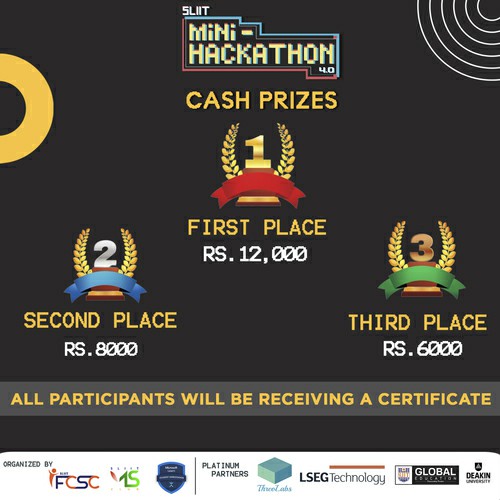 SLIIT
MiNi-
HACKATHON
4.0
CASH PRIZES
1
FIRST PLACE
RS.12,000
2
3
SECOND PLACE
THIRD PLACE
RS.8000
RS.6000
ALL PARTICIPANTS WILL BE RECEIVING A CERTIFICATE
ORGANIZED BY
FCSC
MS
PLATINUM
PARTNERS
ThreeLabs
LSEG Technology
GLOBAL
EDUCATION
DEAKIN
UNIVERSITY